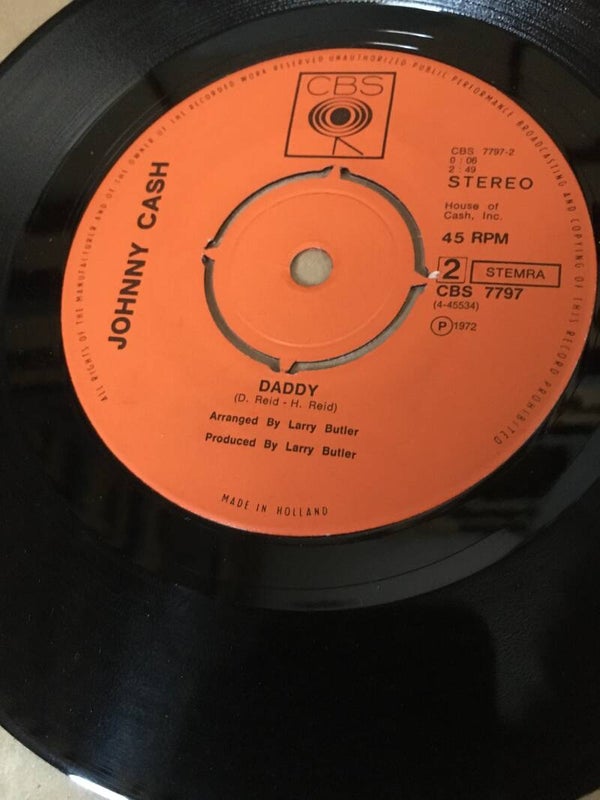 ALL RIGHTS OF THE MANUFACTURER AND OF THE OWNER OF THE RECORDED WORK RESERVED UNAUTHORIZED PUBLIC PERFORMANCE BROADCASTING AND COPYING OF THIS RECORD PROHIBITED
CBS
JOHNNY CASH
CBS 7797-2
0 : 06
2 : 49
STEREO
House of
Cash, Inc.
45 RPM
2 STEMRA
CBS 7797
(4-45534)
Ⓟ 1972
DADDY
(D. Reid - H. Reid)
Arranged By Larry Butler
Produced By Larry Butler
MADE IN HOLLAND